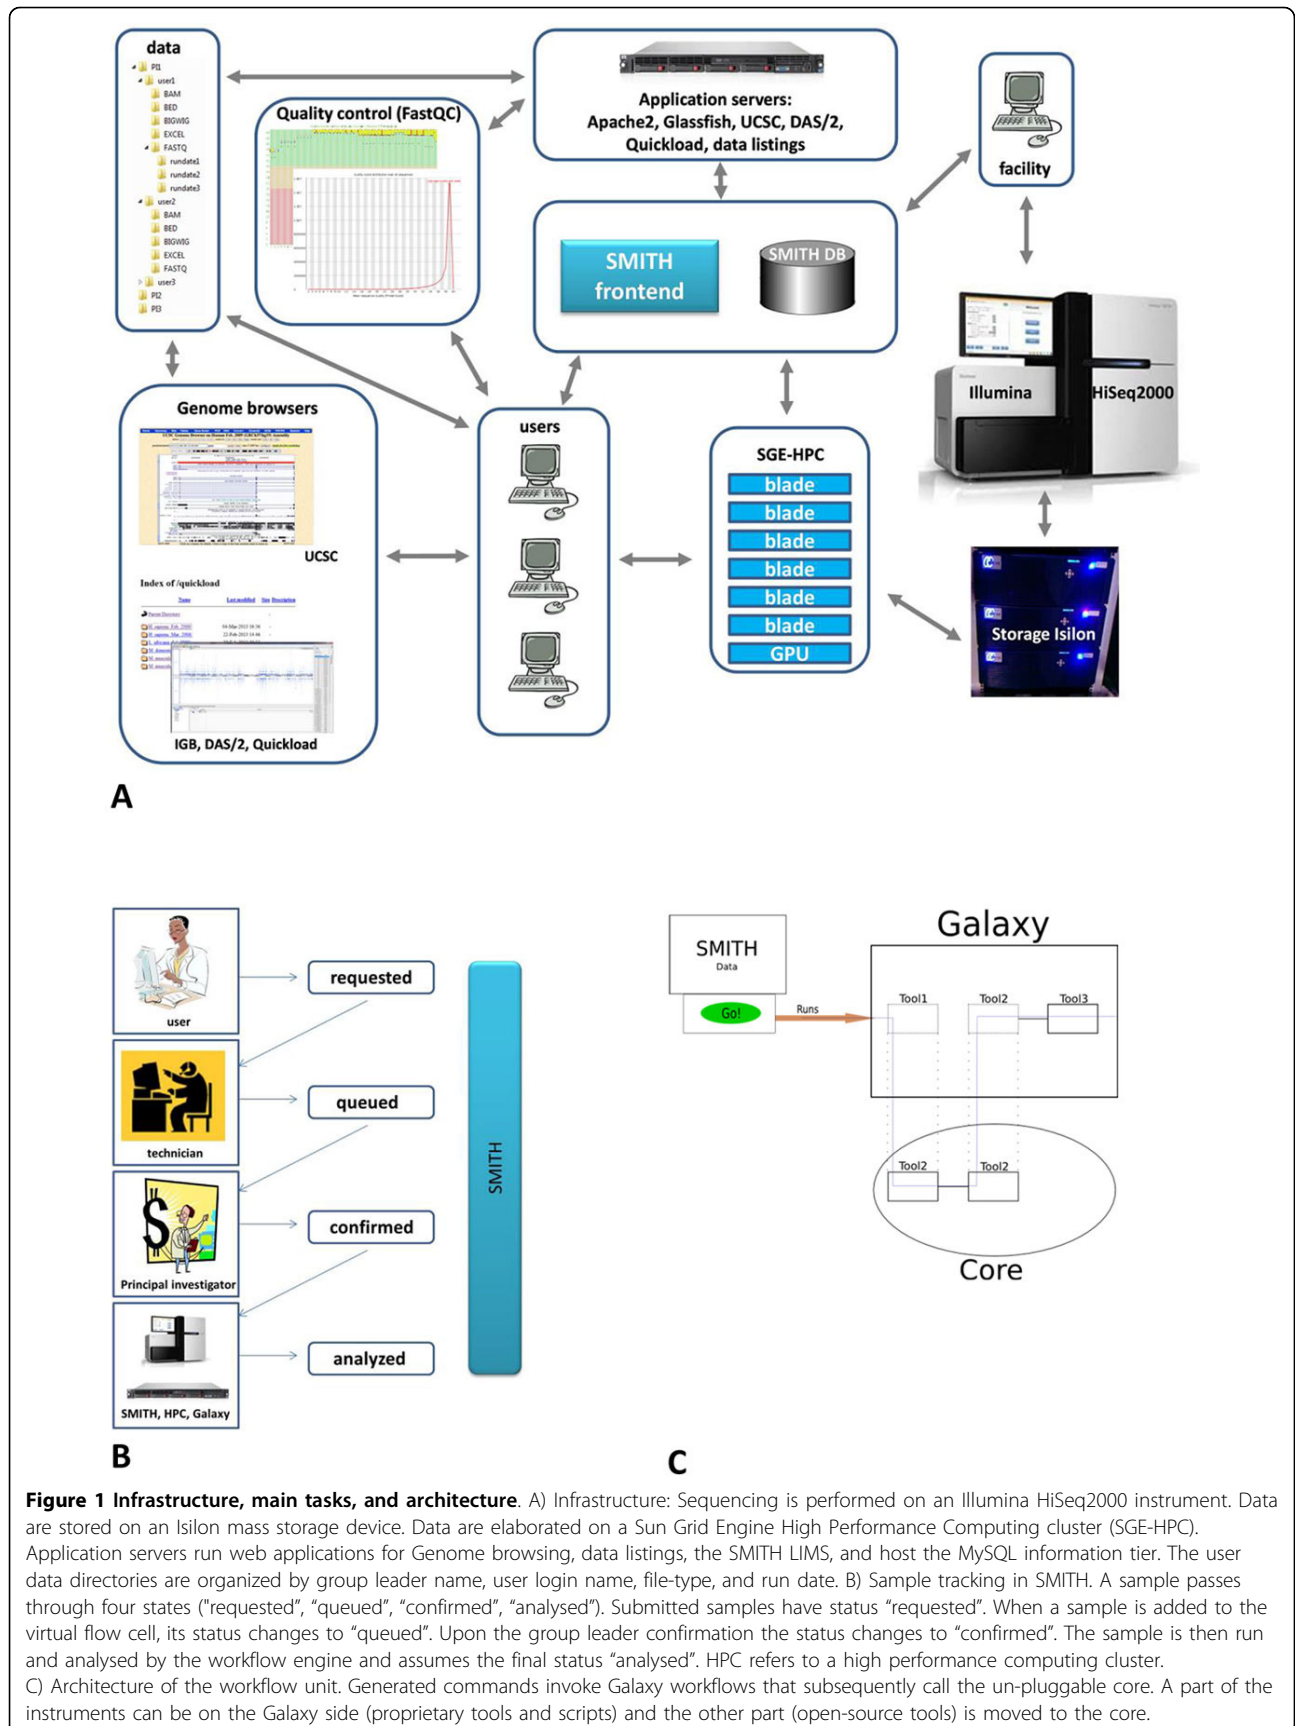 data
PI1
user1
BAM
BED
BIGWIG
EXCEL
FASTQ
rundate1
rundate2
rundate3
user2
BAM
BED
BIGWIG
EXCEL
FASTQ
user3
PI2
PI3
Quality control (FastQC)
Application servers:
Apache2, Glassfish, UCSC, DAS/2,
Quickload, data listings
facility
SMITH
frontend
SMITH DB
Illumina
HiSeq2000
Genome browsers
UCSC
Index of /quickload
Name Last modified Size Description
Parent Directory
IGB, DAS/2, Quickload
users
SGE-HPC
blade
blade
blade
blade
blade
blade
GPU
Storage Isilon
A
user
requested
technician
queued
Principal investigator
confirmed
SMITH, HPC, Galaxy
analyzed
SMITH
B
SMITH
Data
Go!
Runs
Galaxy
Tool1
Tool2
Tool3
Tool2
Tool2
Core
C
Figure 1 Infrastructure, main tasks, and architecture. A) Infrastructure: Sequencing is performed on an Illumina HiSeq2000 instrument. Data
are stored on an Isilon mass storage device. Data are elaborated on a Sun Grid Engine High Performance Computing cluster (SGE-HPC).
Application servers run web applications for Genome browsing, data listings, the SMITH LIMS, and host the MySQL information tier. The user
data directories are organized by group leader name, user login name, file-type, and run date. B) Sample tracking in SMITH. A sample passes
through four states ("requested”, “queued”, “confirmed”, “analysed”). Submitted samples have status “requested”. When a sample is added to the
virtual flow cell, its status changes to “queued”. Upon the group leader confirmation the status changes to “confirmed”. The sample is then run
and analysed by the workflow engine and assumes the final status “analysed”. HPC refers to a high performance computing cluster.
C) Architecture of the workflow unit. Generated commands invoke Galaxy workflows that subsequently call the un-pluggable core. A part of the
instruments can be on the Galaxy side (proprietary tools and scripts) and the other part (open-source tools) is moved to the core.